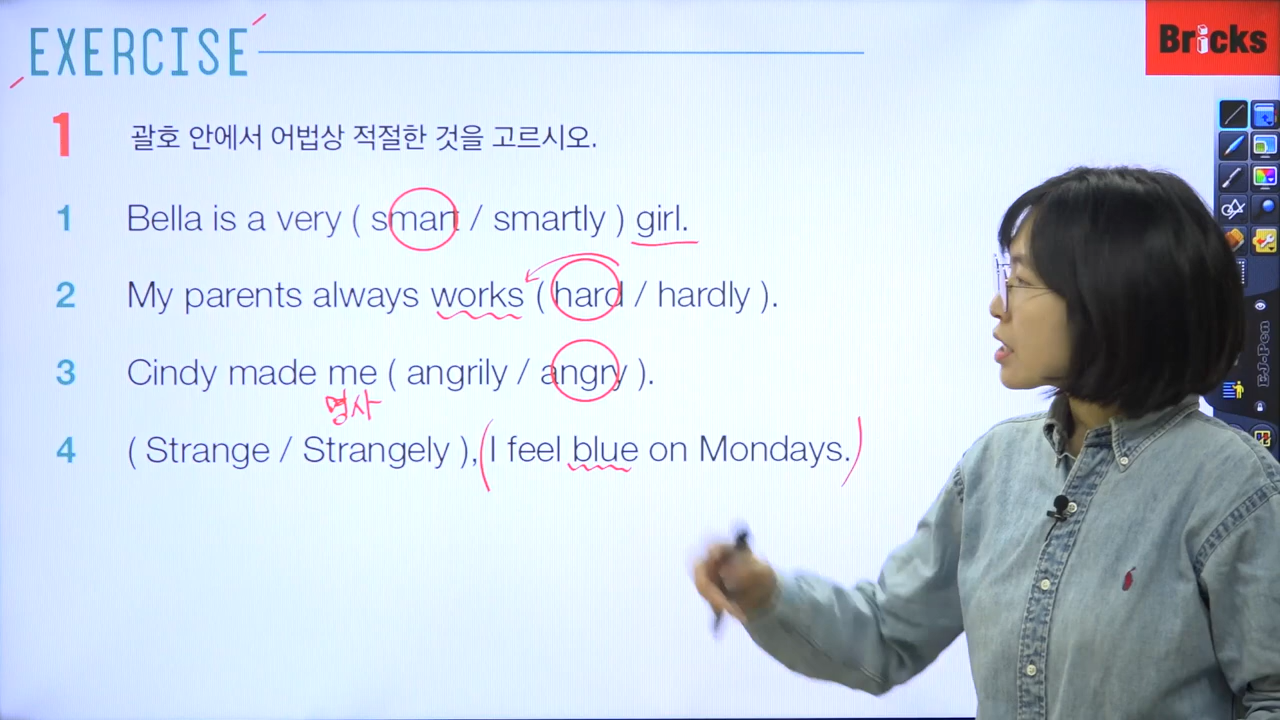 EXERCISE
Bricks
1 괄호 안에서 어법상 적절한 것을 고르시오.
1 Bella is a very ( smart / smartly ) girl.
2 My parents always works ( hard / hardly ).
3 Cindy made me ( angrily / angry ).
명사
4 ( Strange / Strangely ), I feel blue on Mondays.
E.J-Pen